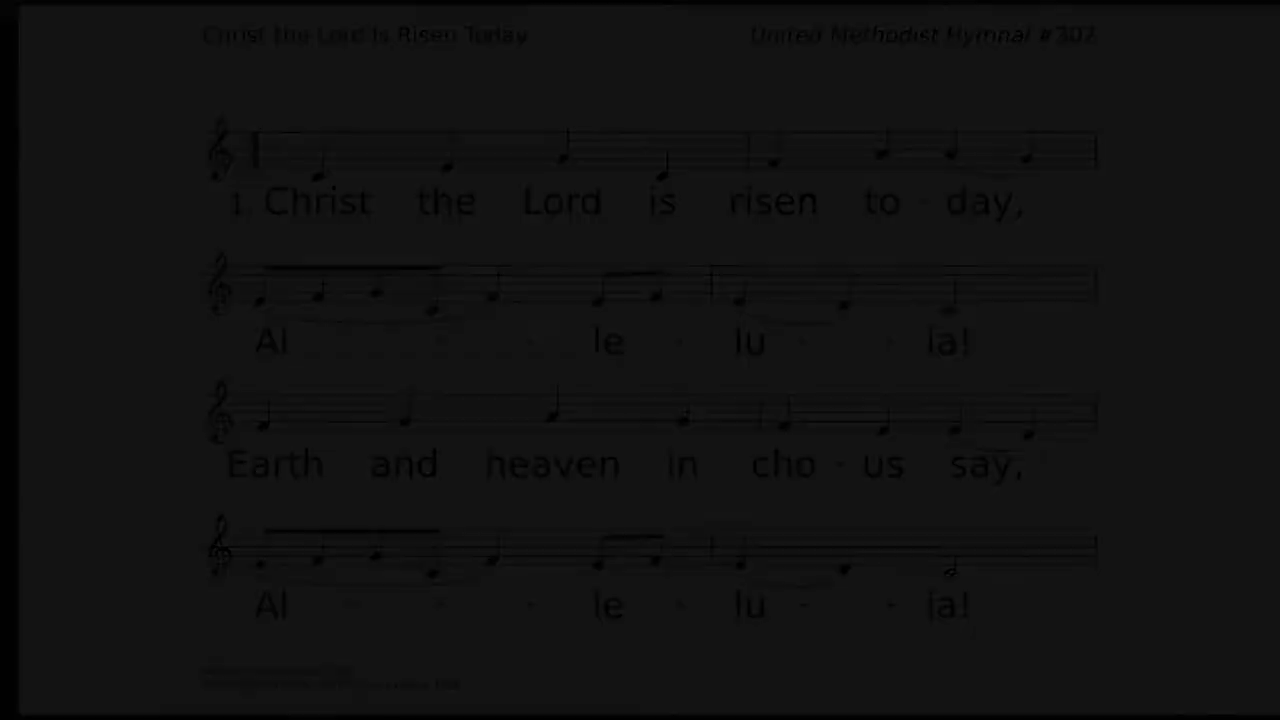 Christ the Lord Is Risen Today
United Methodist Hymnal #302
1. Christ the Lord is risen to - day,
Al - - - le - lu - - ia!
Earth and heaven in cho - us say,
Al - - - le - lu - - ia!